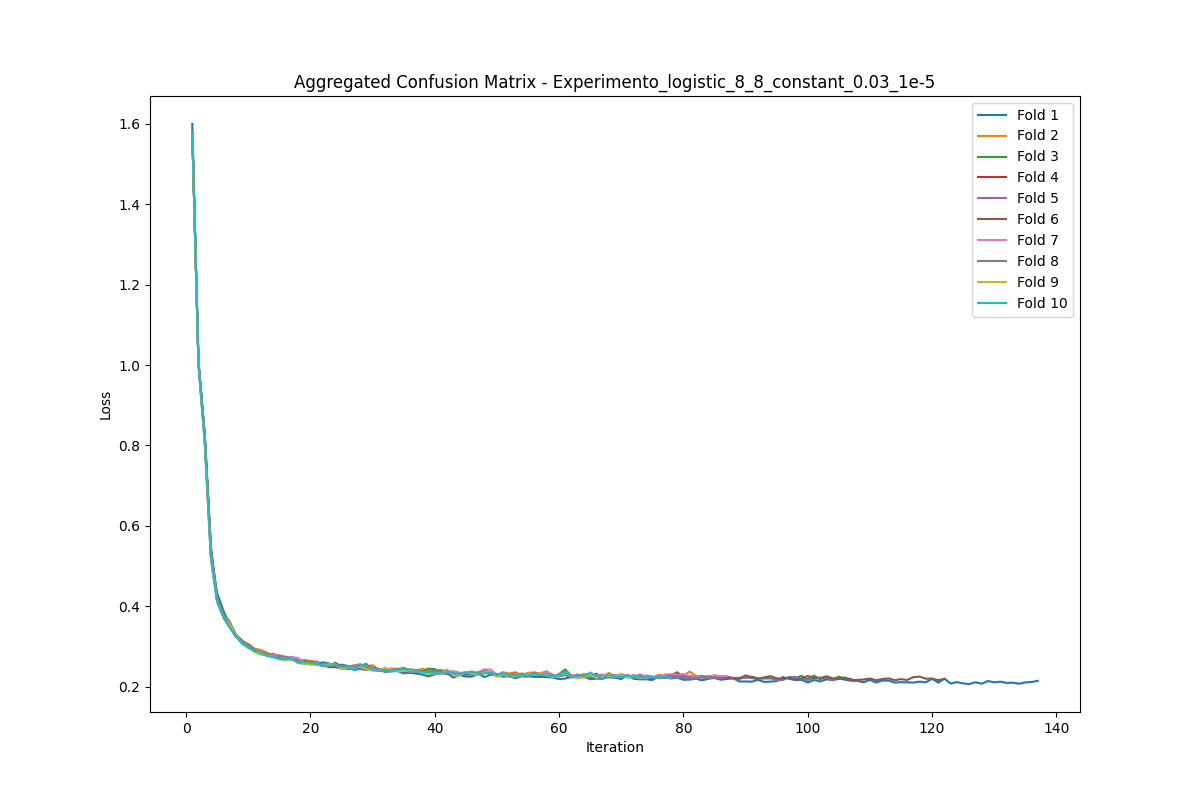 Aggregated Confusion Matrix - Experimento_logistic_8_8_constant_0.03_1e-5
Fold 1
Fold 2
Fold 3
Fold 4
Fold 5
Fold 6
Fold 7
Fold 8
Fold 9
Fold 10
1.6
1.4
1.2
1.0
0.8
0.6
0.4
0.2
Loss
0 20 40 60 80 100 120 140
Iteration